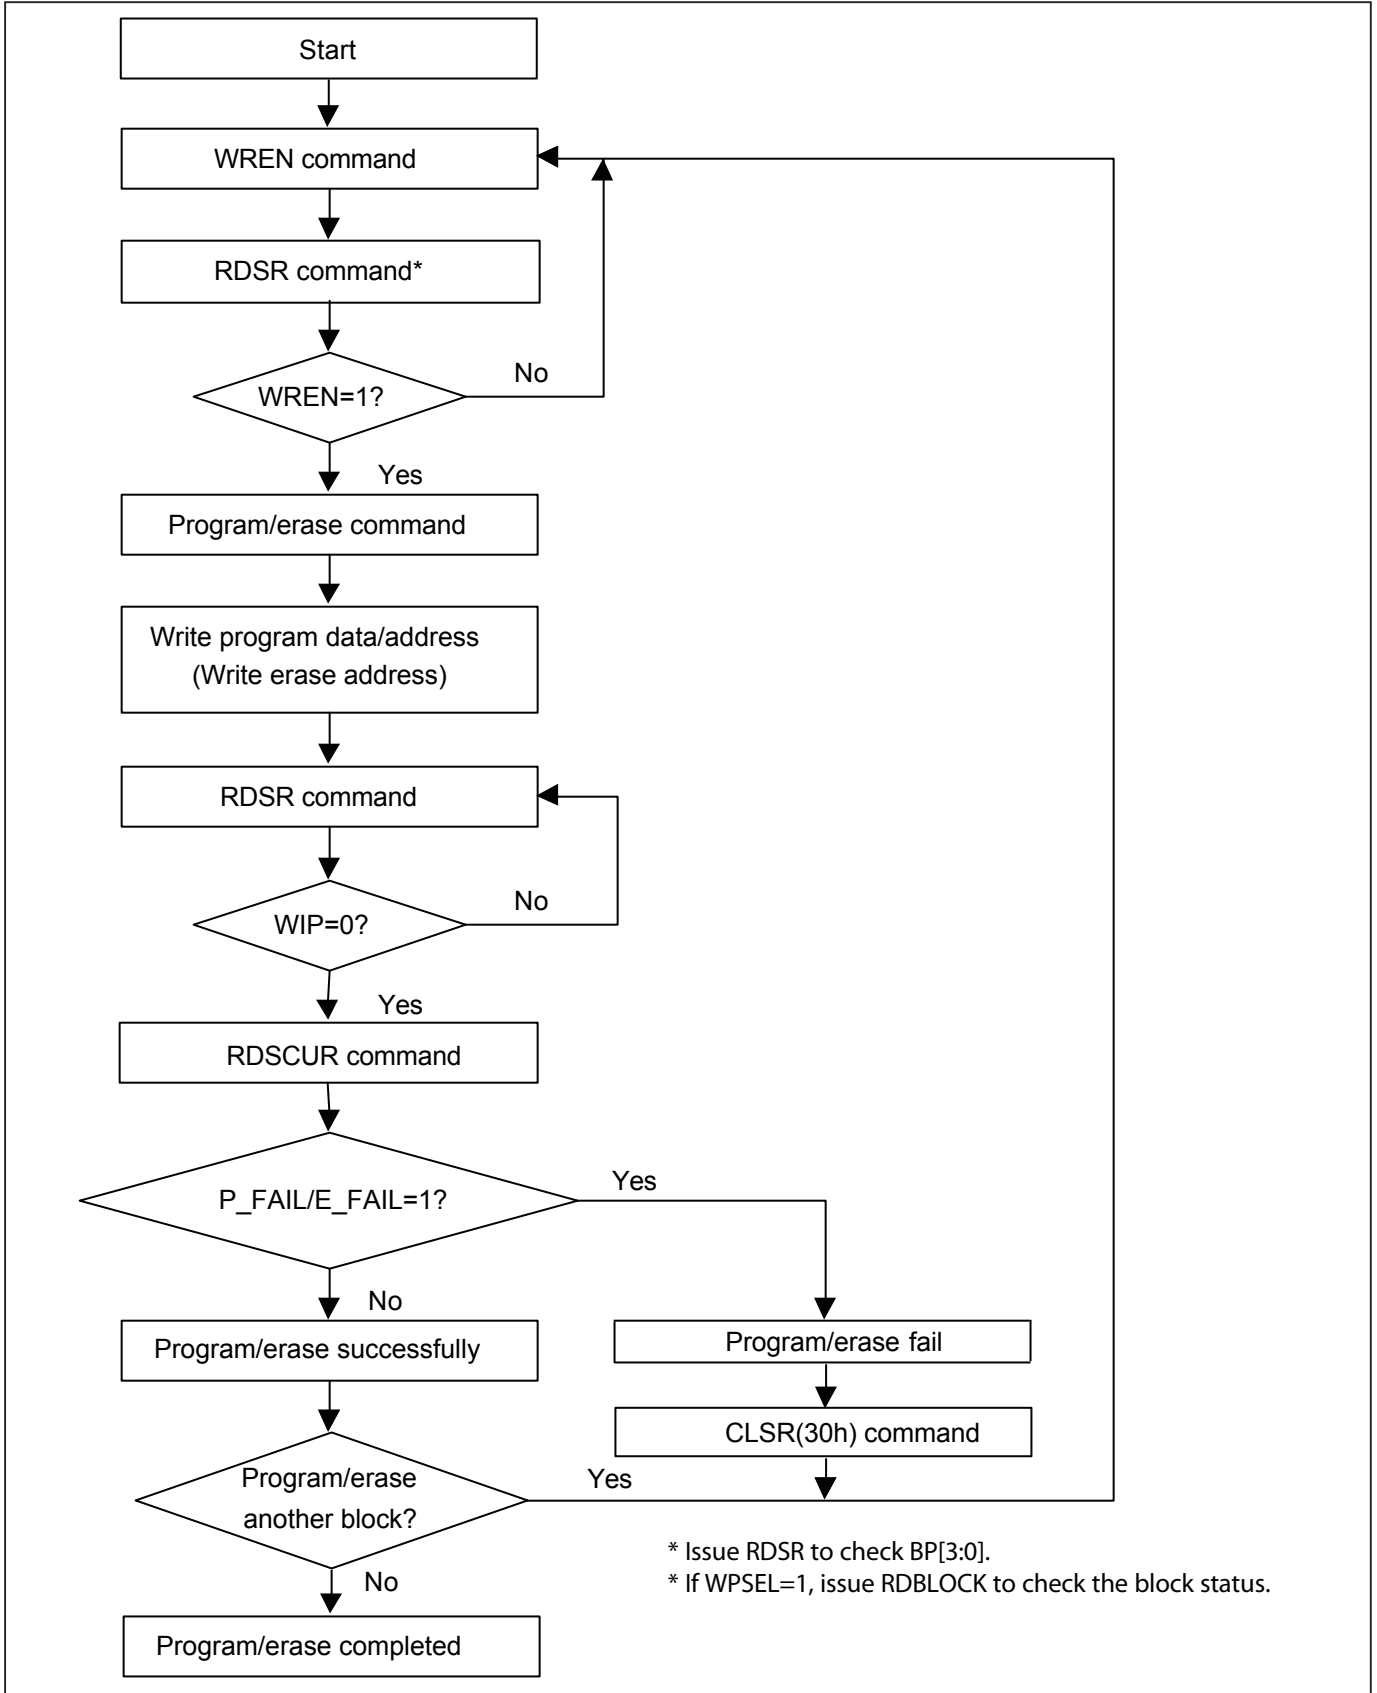 Start
WREN command
RDSR command*
WREN=1?
No
Yes
Program/erase command
Write program data/address
(Write erase address)
RDSR command
WIP=0?
No
Yes
RDSCUR command
P_FAIL/E_FAIL=1?
Yes
No
Program/erase successfully
Program/erase fail
CLSR(30h) command
Program/erase
another block?
Yes
No
* Issue RDSR to check BP[3:0].
* If WPSEL=1, issue RDBLOCK to check the block status.
Program/erase completed